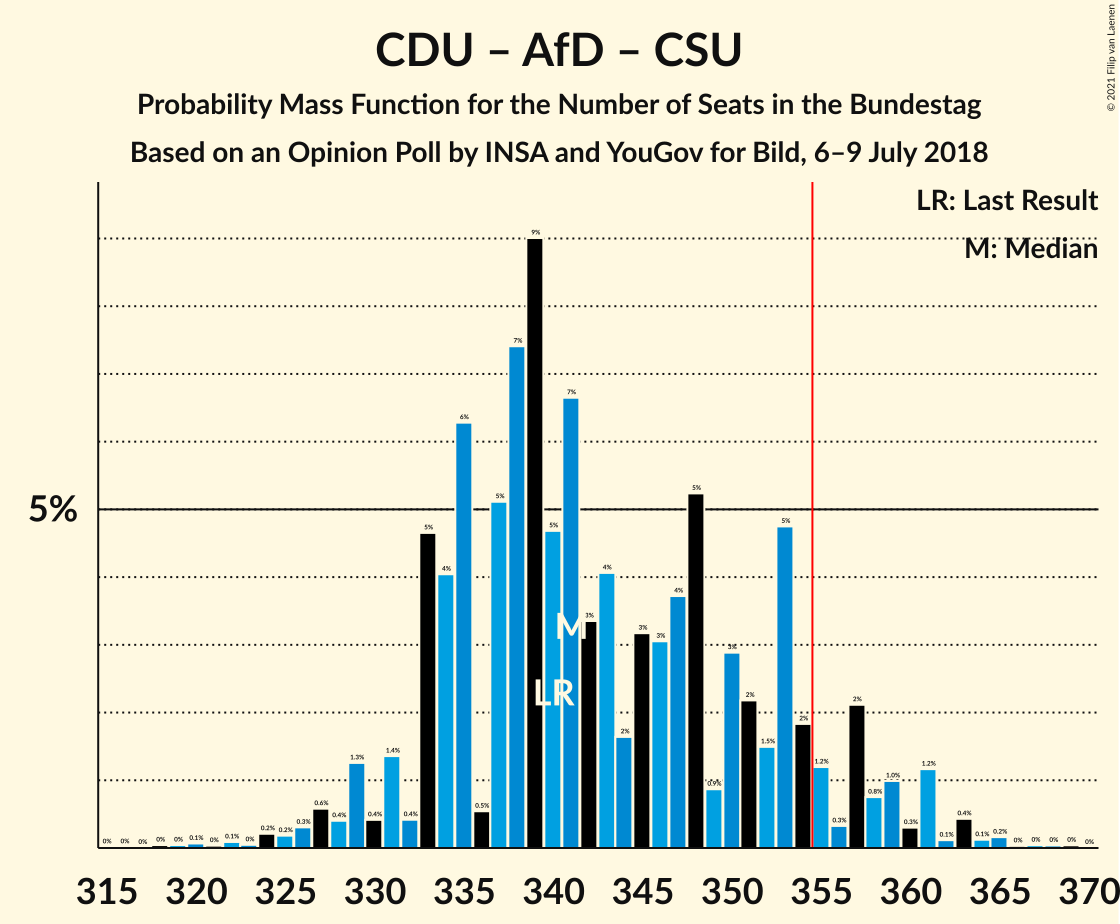 CDU – AfD – CSU
Probability Mass Function for the Number of Seats in the Bundestag
Based on an Opinion Poll by INSA and YouGov for Bild, 6–9 July 2018
© 2021 Filip van Laenen
LR: Last Result
M: Median
5%
0% 0% 0% 0% 0% 0.1% 0% 0.1% 0% 0.2% 0.2% 0.3% 0.6% 0.4% 1.3% 0.4% 1.4% 0.4% 5% 4% 6% 0.5% 5% 7% 9% 5% 7% 3% 4% 2% 3% 3% 4% 5% 0.9% 3% 2% 1.5% 5% 2% 1.2% 0.3% 2% 0.8% 1.0% 0.3% 1.2% 0.1% 0.4% 0.1% 0.2% 0% 0% 0% 0% 0%
M
LR
315 320 325 330 335 340 345 350 355 360 365 370